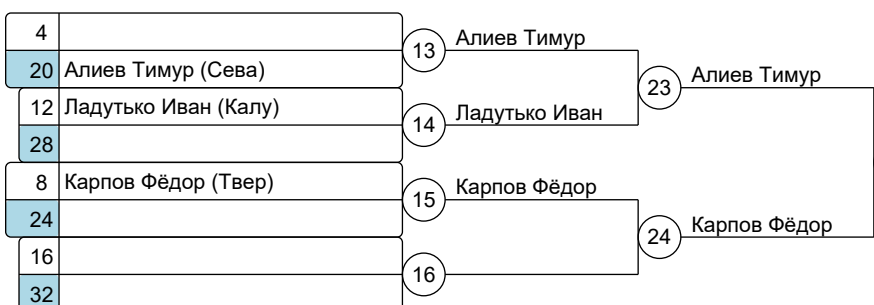 4
20 Алиев Тимур (Сева)
12 Ладутько Иван (Калу)
28
8 Карпов Фёдор (Твер)
24
16
32
13
Алиев Тимур
14
Ладутько Иван
15
Карпов Фёдор
16
23
Алиев Тимур
24
Карпов Фёдор